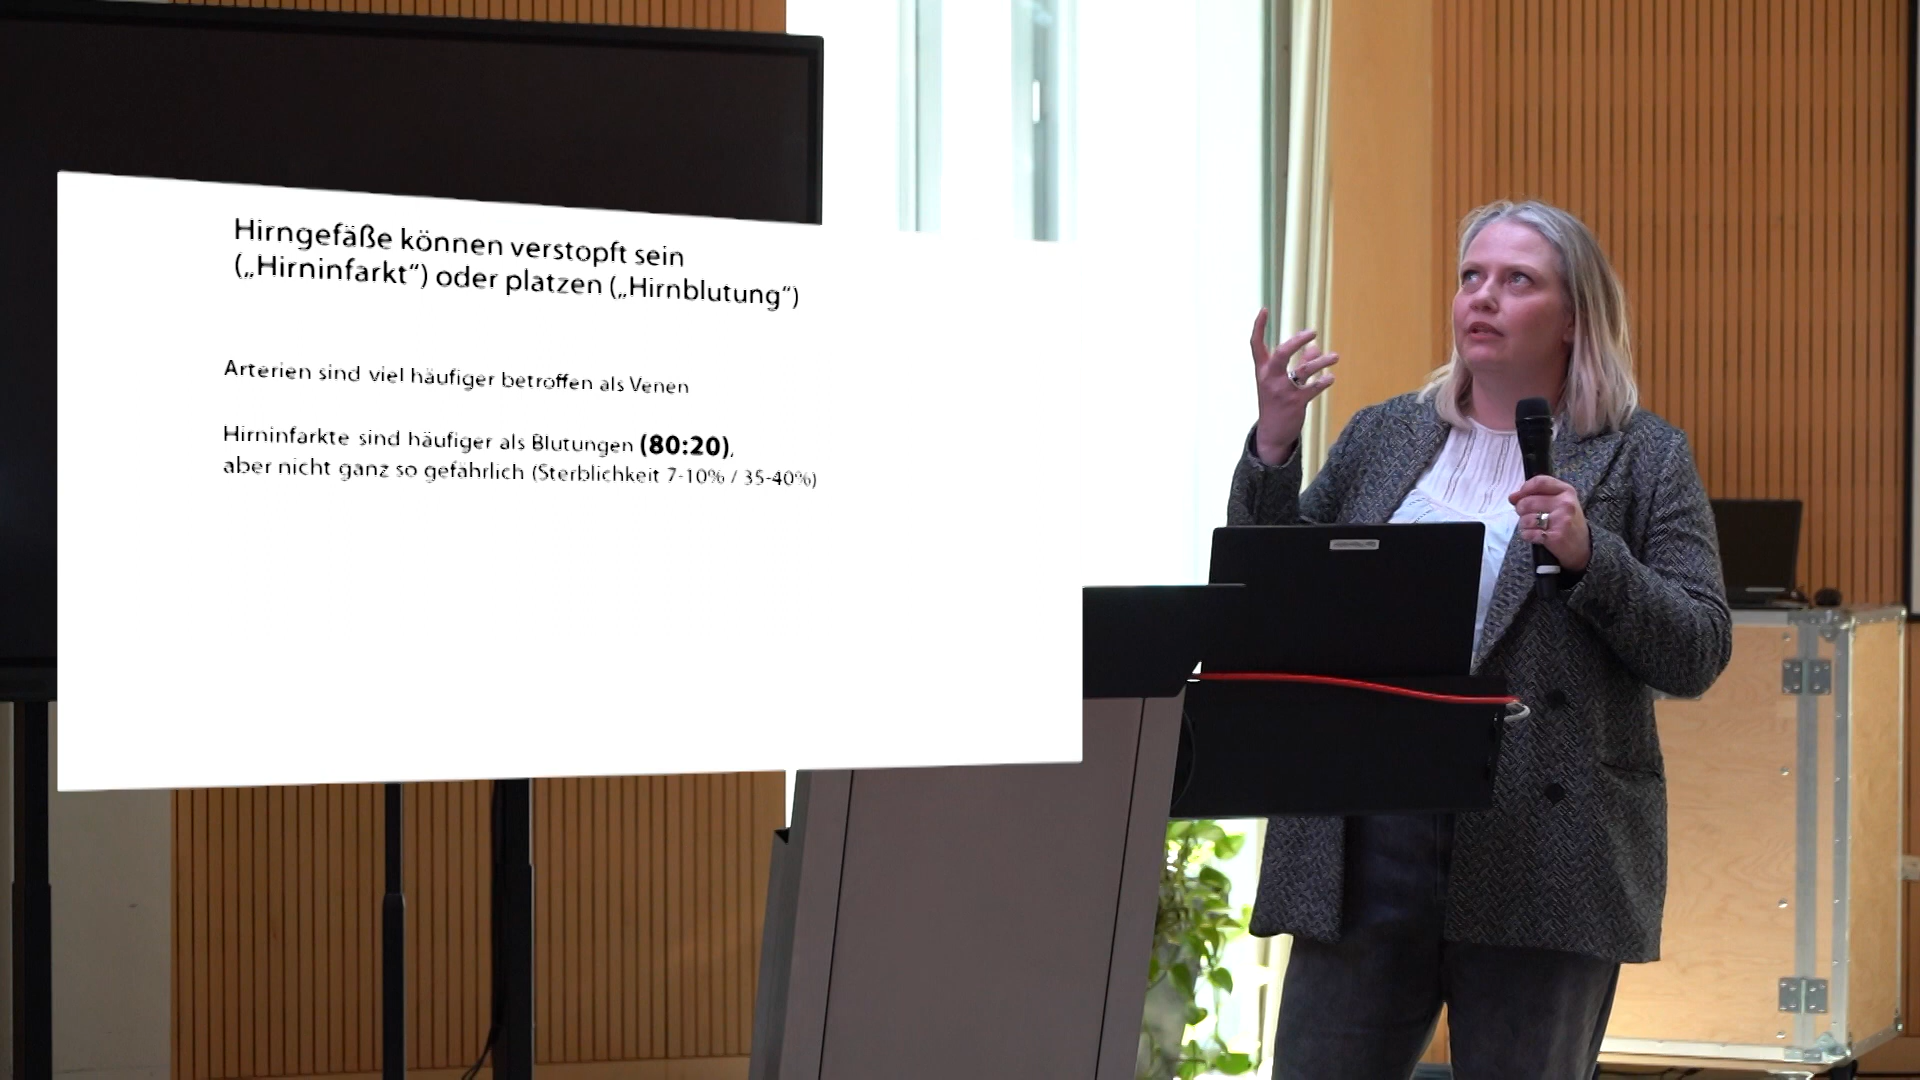 Hirngefäße können verstopft sein
(„Hirninfarkt“) oder platzen („Hirnblutung“)
Arterien sind viel häufiger betroffen als Venen
Hirninfarkte sind häufiger als Blutungen (80:20),
aber nicht ganz so gefährlich (Sterblichkeit 7-10% / 35-40%)